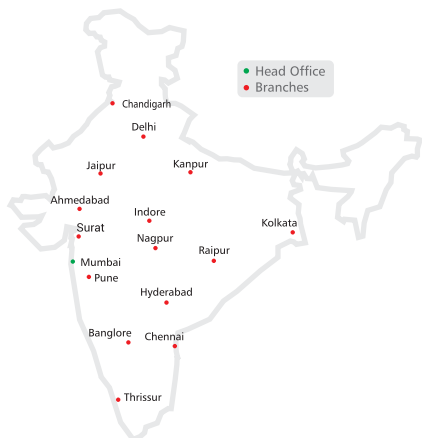 Head Office
Branches
Chandigarh
Delhi
Jaipur
Kanpur
Ahmedabad
Indore
Kolkata
Surat
Nagpur
Raipur
Mumbai
Pune
Hyderabad
Banglore
Chennai
Thrissur